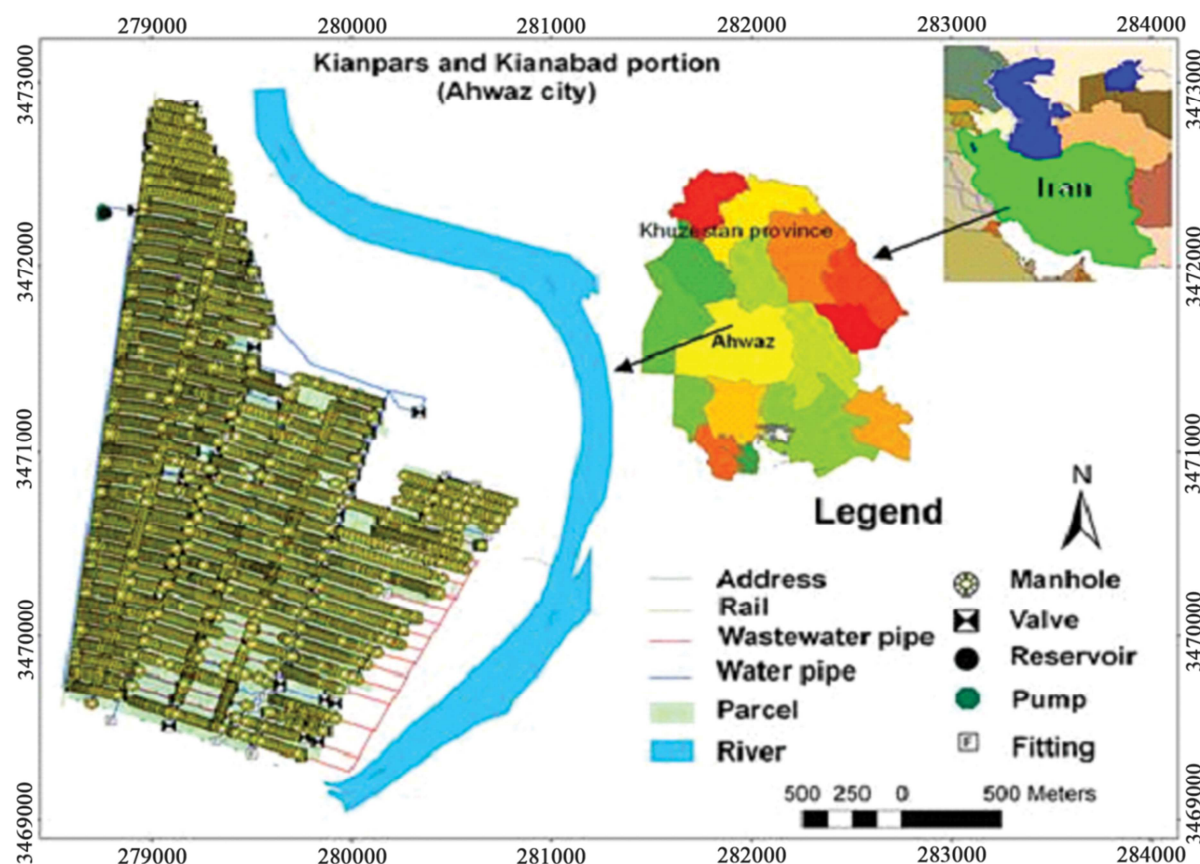 279000 280000 281000 282000 283000 284000
Kianpars and Kianabad portion
(Ahwaz city)
3473000 3473000
Iran
Khuzestan province
3472000 3472000
Ahwaz
3471000 3471000
N
Legend
Address Manhole
Rail Valve
Wastewater pipe Reservoir
Water pipe Pump
Parcel F Fitting
River
500 250 0 500 Meters
3470000 3470000
3469000 3469000
279000 280000 281000 282000 283000 284000